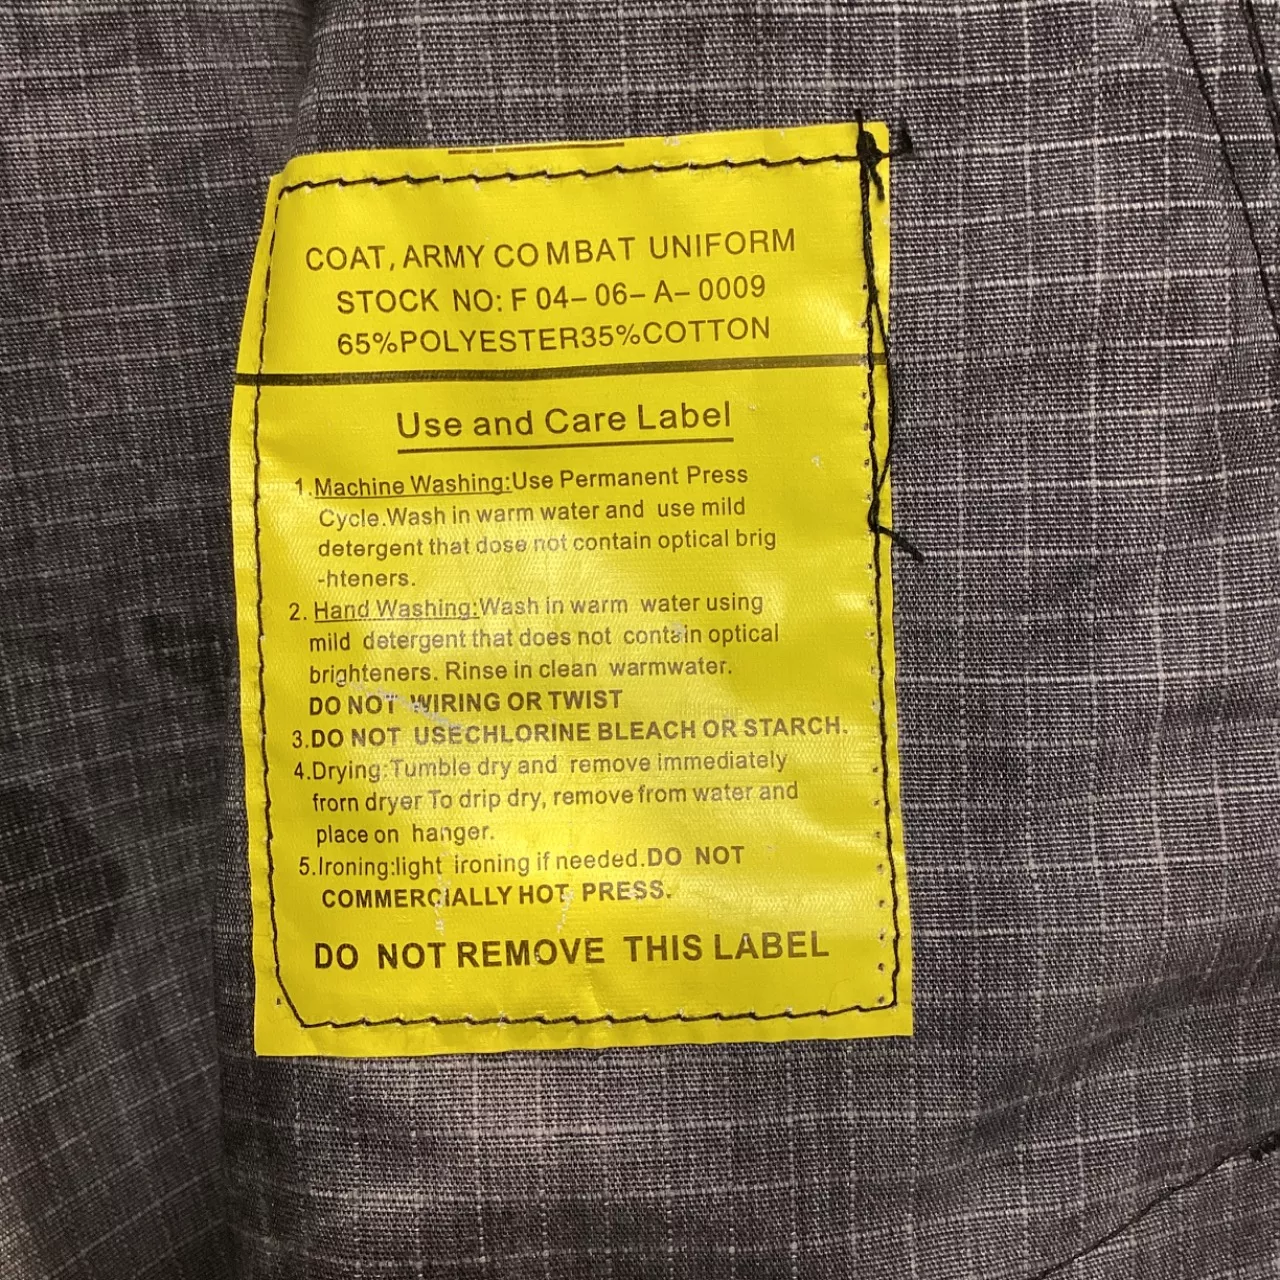 COAT, ARMY COMBAT UNIFORM
STOCK NO: F 04-06-A-0009
65%POLYESTER35%COTTON
Use and Care Label
1.Machine Washing:Use Permanent Press
Cycle.Wash in warm water and use mild
detergent that dose not contain optical brig
-hteners.
2. Hand Washing:Wash in warm water using
mild detergent that does not contain optical
brighteners. Rinse in clean warmwater.
DO NOT WIRING OR TWIST
3.DO NOT USECHLORINE BLEACH OR STARCH.
4.Drying:Tumble dry and remove immediately
frorn dryer To drip dry, remove from water and
place on hanger.
5.Ironing:light ironing if needed.DO NOT
COMMERCIALLY HOT PRESS.
DO NOT REMOVE THIS LABEL